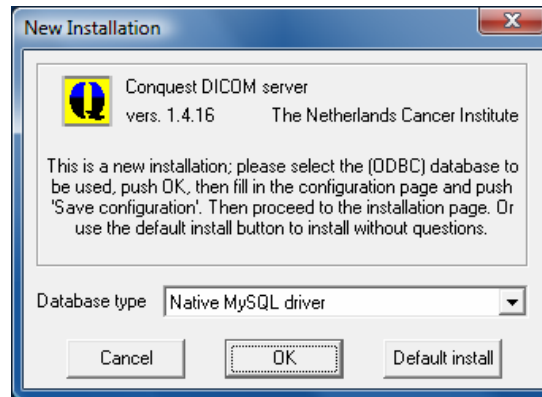 New Installation
Conquest DICOM server
vers. 1.4.16 The Netherlands Cancer Institute
This is a new installation; please select the (ODBC) database to
be used, push OK, then fill in the configuration page and push
'Save configuration'. Then proceed to the installation page. Or
use the default install button to install without questions.
Database type Native MySQL driver
Cancel OK Default install